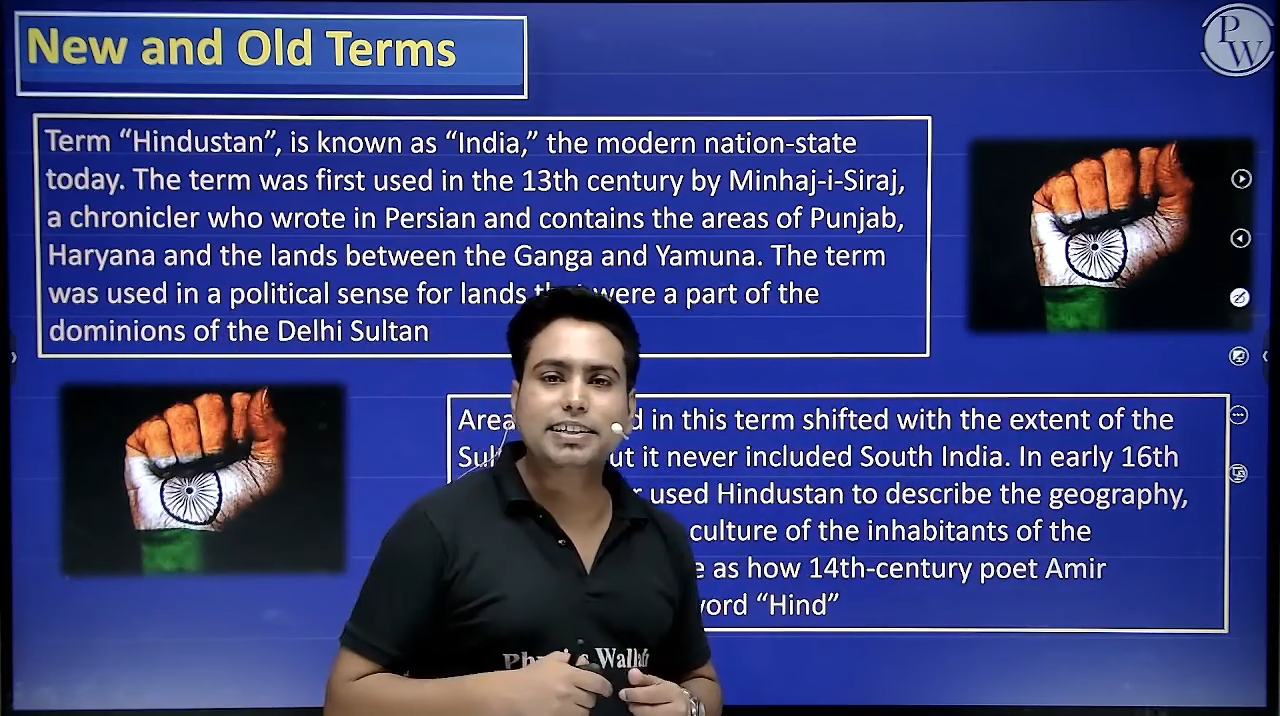 New and Old Terms
P
W
Term “Hindustan”, is known as “India,” the modern nation-state
today. The term was first used in the 13th century by Minhaj-i-Siraj,
a chronicler who wrote in Persian and contains the areas of Punjab,
Haryana and the lands between the Ganga and Yamuna. The term
was used in a political sense for lands were a part of the
dominions of the Delhi Sultan
in this term shifted with the extent of the
it never included South India. In early 16th
used Hindustan to describe the geography,
culture of the inhabitants of the
as how 14th-century poet Amir
“Hind”